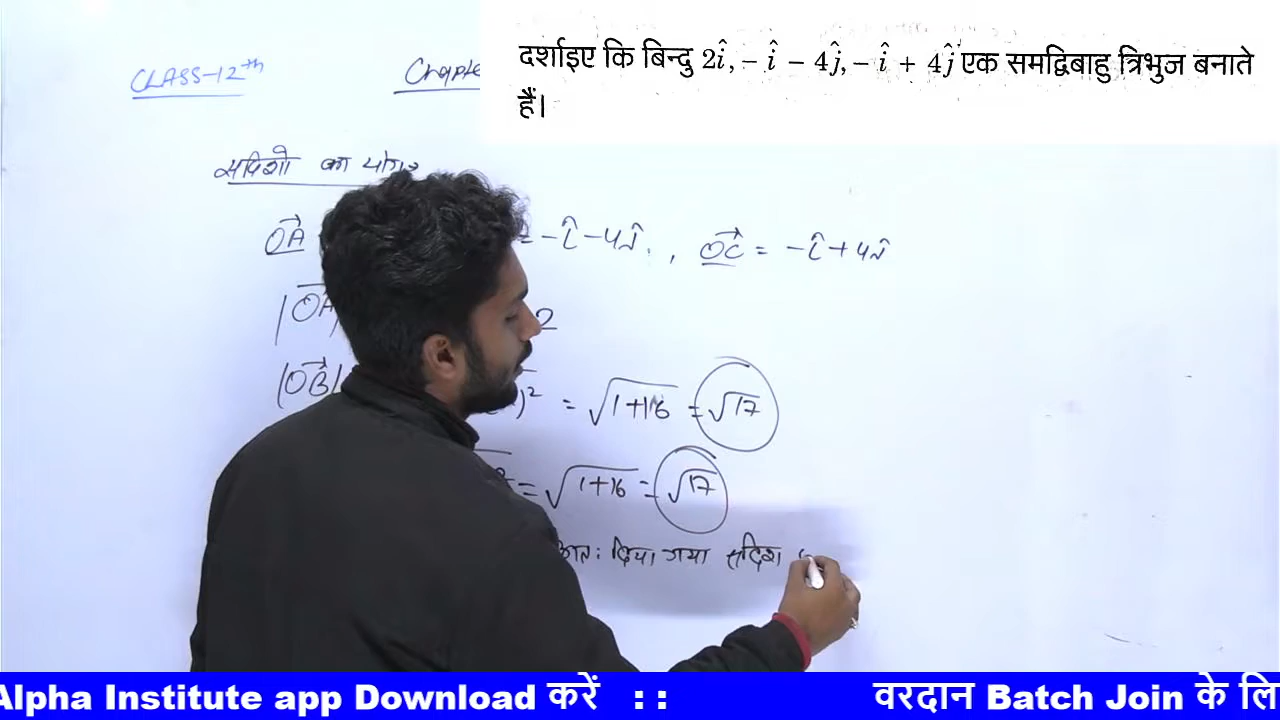 दर्शाइए कि बिन्दु 2î, − î − 4ĵ, − î + 4ĵ एक समद्विबाहु त्रिभुज बनाते
हैं।
CLASS-12th
Chapte
का
OA = -î-4ĵ, OC = -î+4ĵ
|OA| 2
|OB| )² = √1+16 = √17
= √1+16 = √17
अतः दिया गया सदिश
Alpha Institute app Download करें : : वरदान Batch Join के लि